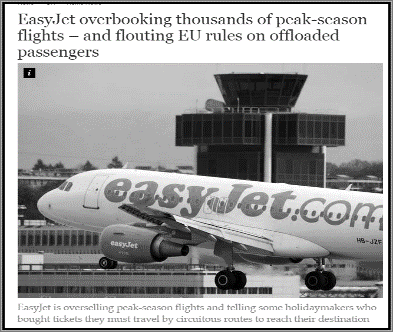 EasyJet overbooking thousands of peak-season
flights – and flouting EU rules on offloaded
passengers
i
easyJet.com
easyJet
HB-JZF
EasyJet is overselling peak-season flights and telling some holidaymakers who
bought tickets they must travel by circuitous routes to reach their destination